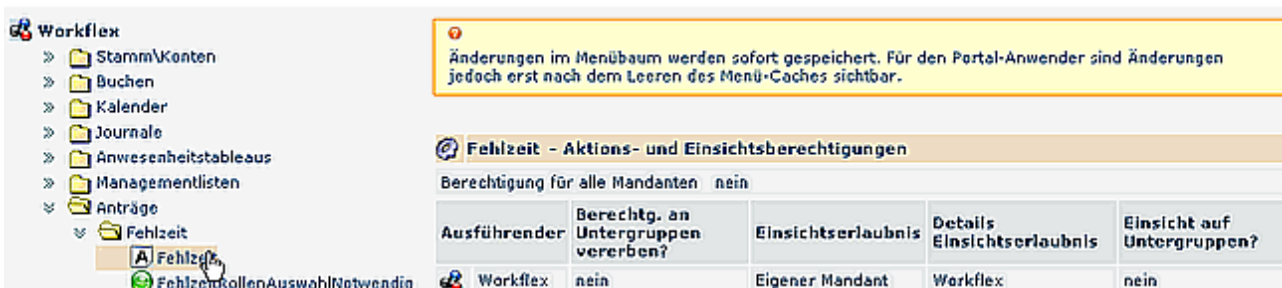 Workflex
Stamm\Konten
Buchen
Kalender
Journale
Anwesenheitstableaus
Managementlisten
Anträge
Fehlzeit
A Fehlzeit
FehlzeitRollenAuswahlNotwendig
Änderungen im Menübaum werden sofort gespeichert. Für den Portal-Anwender sind Änderungen
jedoch erst nach dem Leeren des Menü-Caches sichtbar.
Fehlzeit - Aktions- und Einsichtsberechtigungen
Berechtigung für alle Mandanten nein
Ausführender
Berechtg. an
Untergruppen
vererben?
Einsichtserlaubnis
Details
Einsichtserlaubnis
Einsicht auf
Untergruppen?
Workflex nein Eigener Mandant Workflex nein